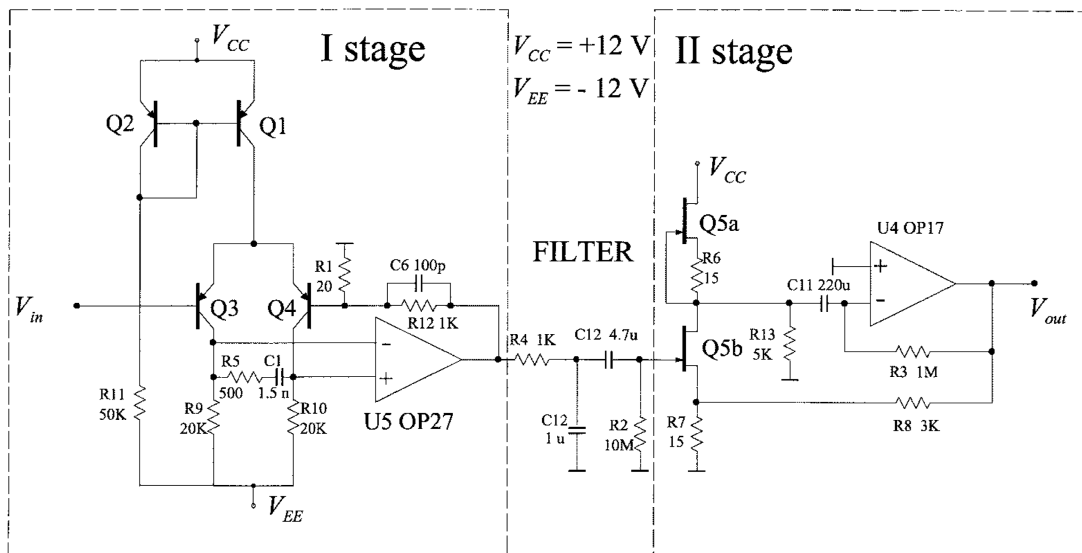 I stage
V_CC = +12 V
V_EE = - 12 V
II stage
V_CC
Q2
Q1
V_CC
Q5a
U4 OP17
R6
15
FILTER
R1
20
C6 100p
C11 220u
+
-
V_in
Q3
Q4
R12 1K
V_out
R4 1K
C12 4.7u
Q5b
R13
5K
R3 1M
R5
500
C1
1.5 n
-
+
U5 OP27
R11
50K
R9
20K
R10
20K
C12
1 u
R2
10M
R7
15
R8 3K
V_EE